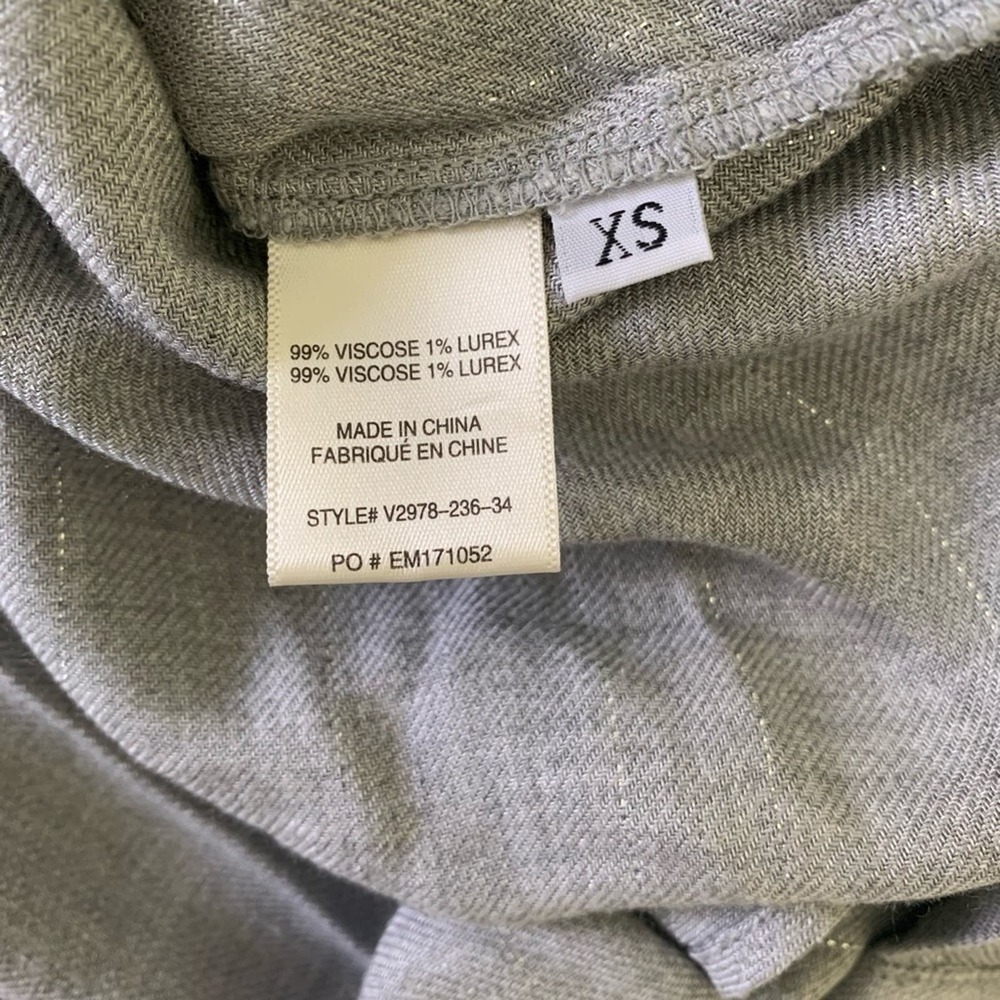 XS
99% VISCOSE 1% LUREX
99% VISCOSE 1% LUREX
MADE IN CHINA
FABRIQUÉ EN CHINE
STYLE# V2978-236-34
PO # EM171052